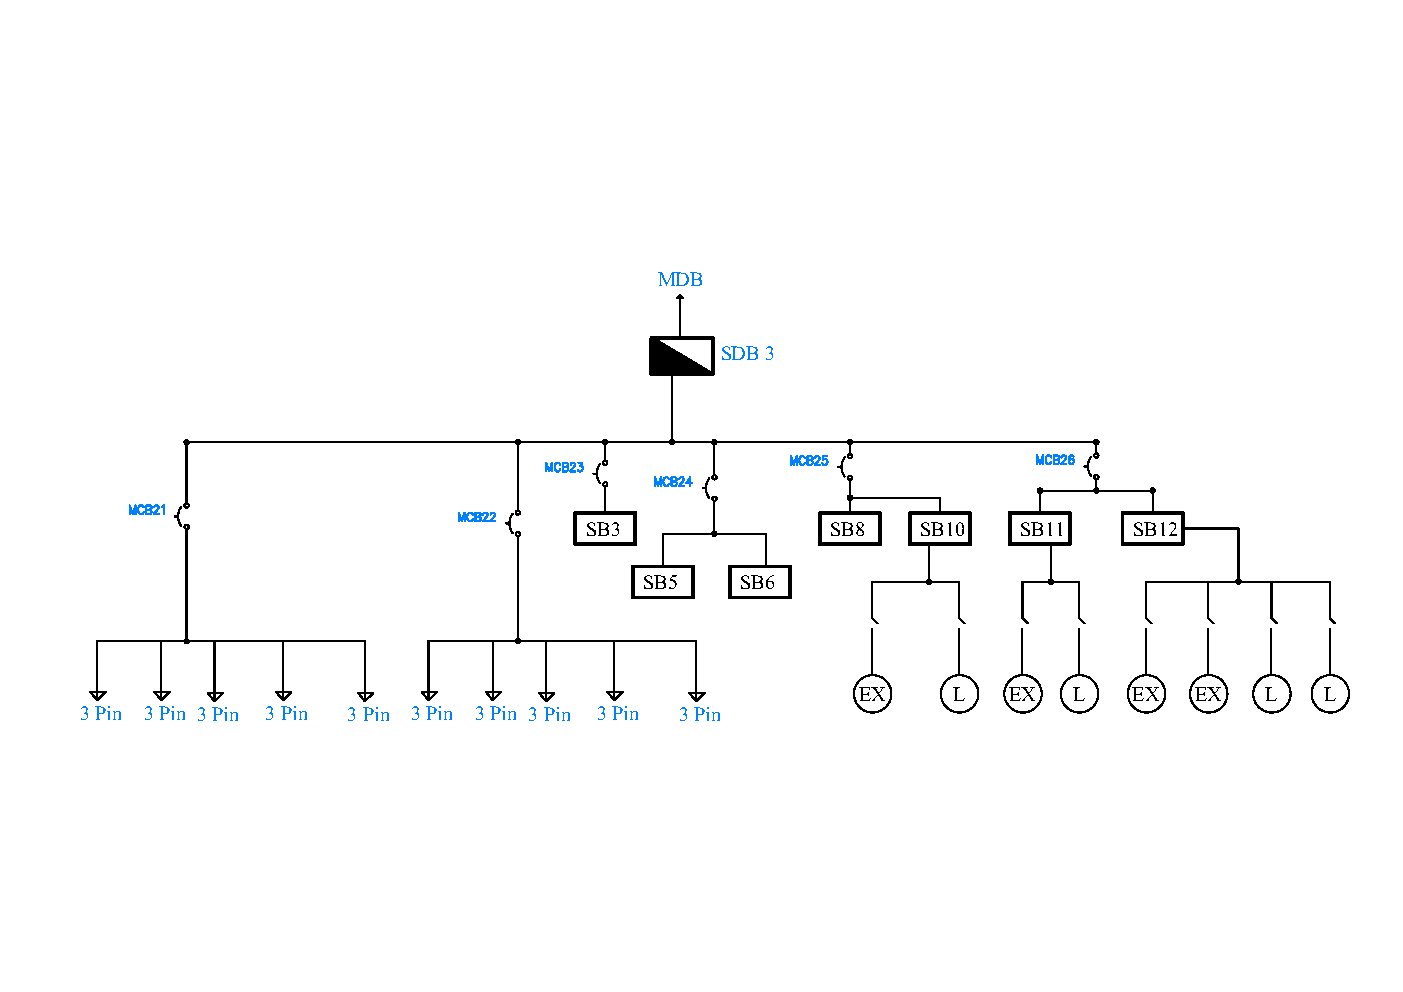 MDB
SDB 3
MCB23
MCB25
MCB26
MCB24
MCB21
MCB22
SB3
SB8
SB10
SB11
SB12
SB5
SB6
EX
L
EX
L
EX
EX
L
L
3 Pin
3 Pin
3 Pin
3 Pin
3 Pin
3 Pin
3 Pin
3 Pin
3 Pin
3 Pin